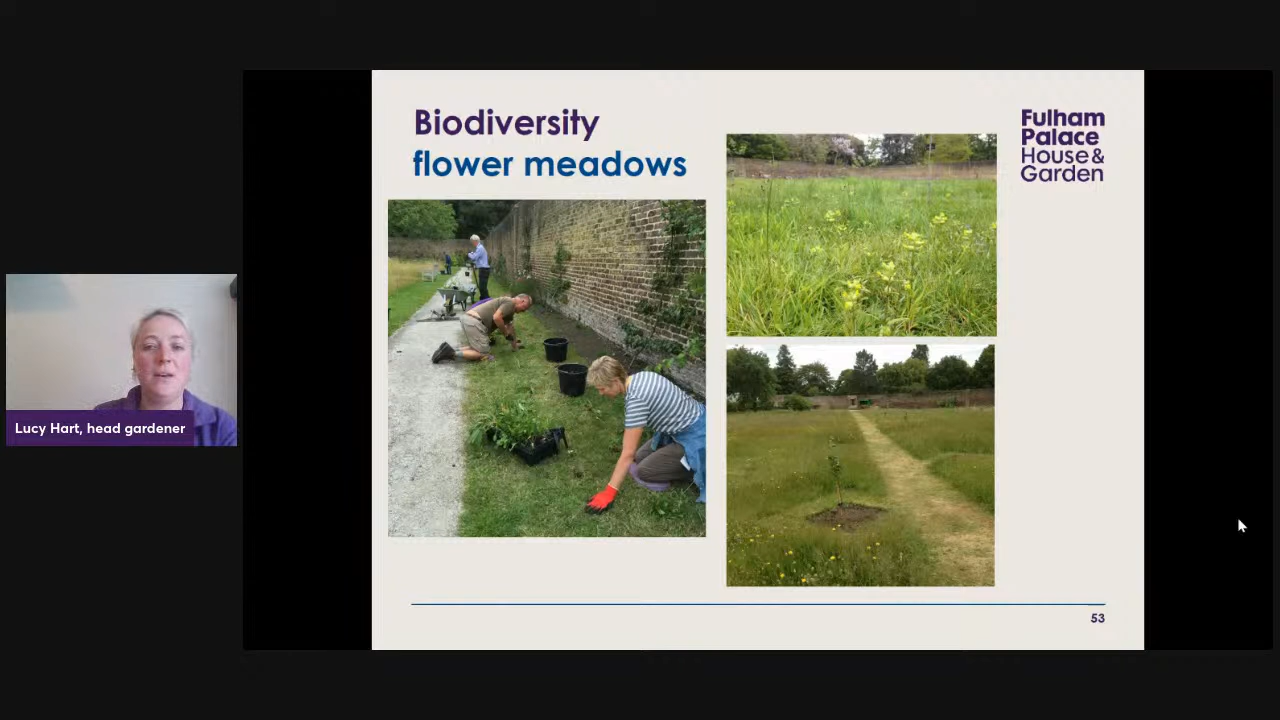 Biodiversity
flower meadows
Fulham
Palace
House &
Garden
Lucy Hart, head gardener
53